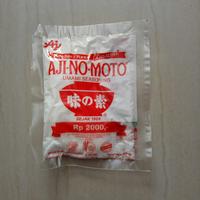 AJI-NO-MOTO®
UMAMI SEASONING
味の素
SEJAK 1909
Rp 2000,-